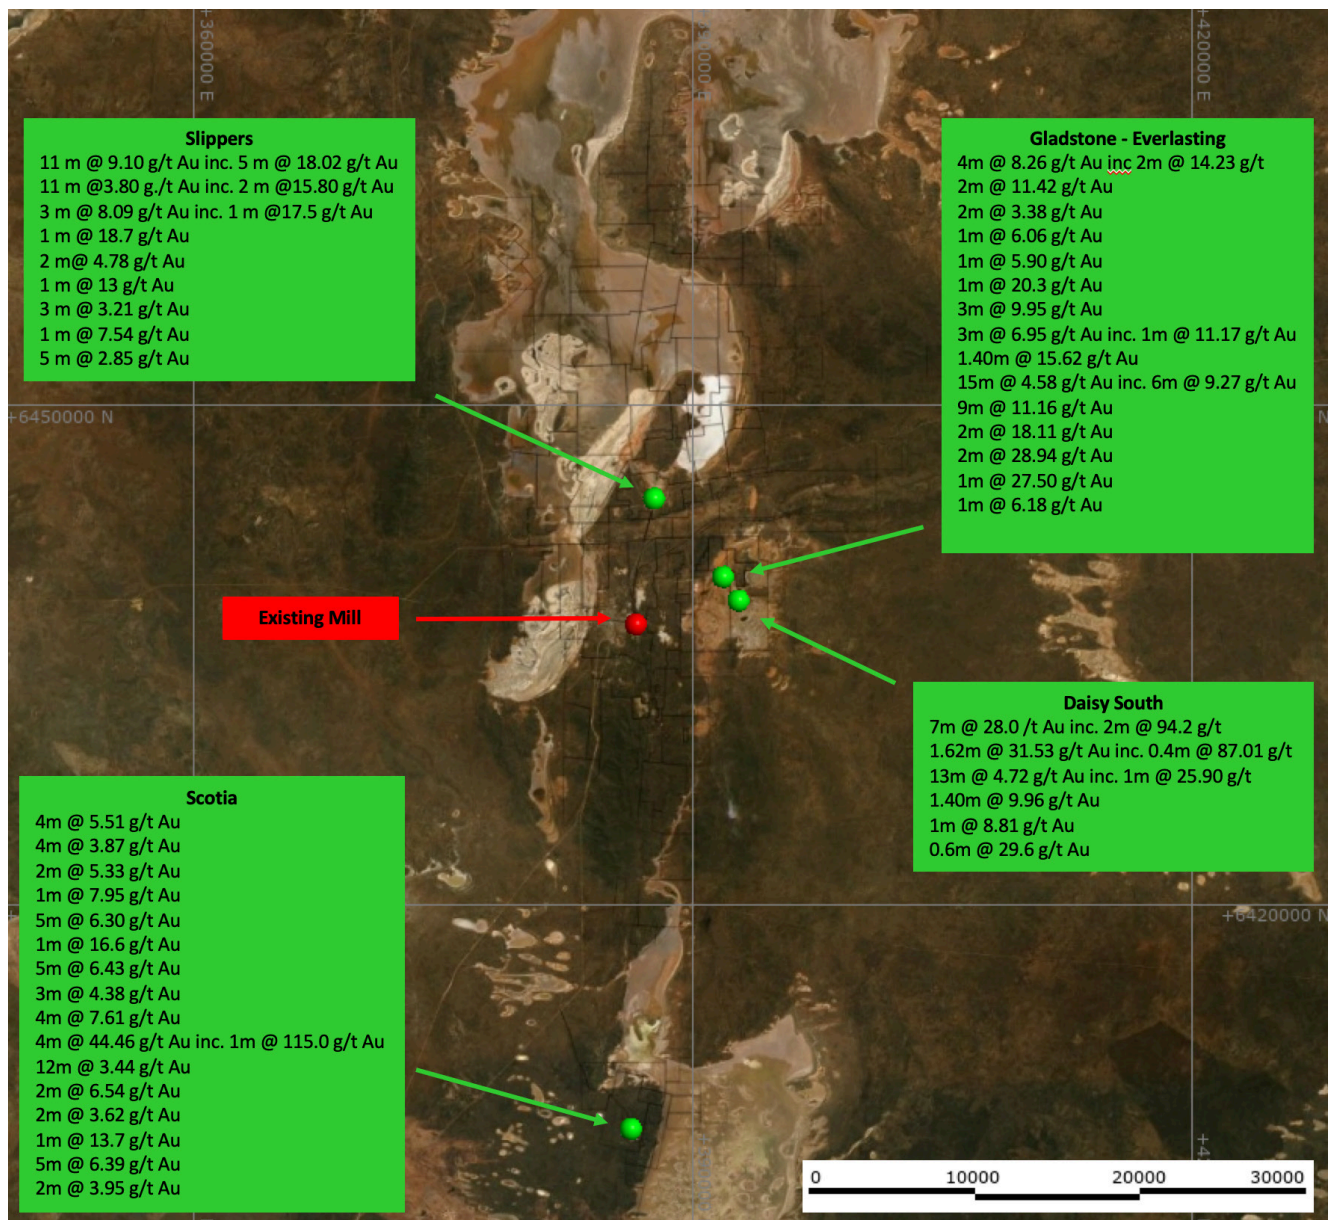 +360000 E
+390000 E
+420000 E
Slippers
11 m @ 9.10 g/t Au inc. 5 m @ 18.02 g/t Au
11 m @3.80 g./t Au inc. 2 m @15.80 g/t Au
3 m @ 8.09 g/t Au inc. 1 m @17.5 g/t Au
1 m @ 18.7 g/t Au
2 m@ 4.78 g/t Au
1 m @ 13 g/t Au
3 m @ 3.21 g/t Au
1 m @ 7.54 g/t Au
5 m @ 2.85 g/t Au
Gladstone - Everlasting
4m @ 8.26 g/t Au inc 2m @ 14.23 g/t
2m @ 11.42 g/t Au
2m @ 3.38 g/t Au
1m @ 6.06 g/t Au
1m @ 5.90 g/t Au
1m @ 20.3 g/t Au
3m @ 9.95 g/t Au
3m @ 6.95 g/t Au inc. 1m @ 11.17 g/t Au
1.40m @ 15.62 g/t Au
15m @ 4.58 g/t Au inc. 6m @ 9.27 g/t Au
9m @ 11.16 g/t Au
2m @ 18.11 g/t Au
2m @ 28.94 g/t Au
1m @ 27.50 g/t Au
1m @ 6.18 g/t Au
+6450000 N
N
Existing Mill
Daisy South
7m @ 28.0 /t Au inc. 2m @ 94.2 g/t
1.62m @ 31.53 g/t Au inc. 0.4m @ 87.01 g/t
13m @ 4.72 g/t Au inc. 1m @ 25.90 g/t
1.40m @ 9.96 g/t Au
1m @ 8.81 g/t Au
0.6m @ 29.6 g/t Au
Scotia
4m @ 5.51 g/t Au
4m @ 3.87 g/t Au
2m @ 5.33 g/t Au
1m @ 7.95 g/t Au
5m @ 6.30 g/t Au
1m @ 16.6 g/t Au
5m @ 6.43 g/t Au
3m @ 4.38 g/t Au
4m @ 7.61 g/t Au
4m @ 44.46 g/t Au inc. 1m @ 115.0 g/t Au
12m @ 3.44 g/t Au
2m @ 6.54 g/t Au
2m @ 3.62 g/t Au
1m @ 13.7 g/t Au
5m @ 6.39 g/t Au
2m @ 3.95 g/t Au
+6420000 N
0 10000 20000 30000